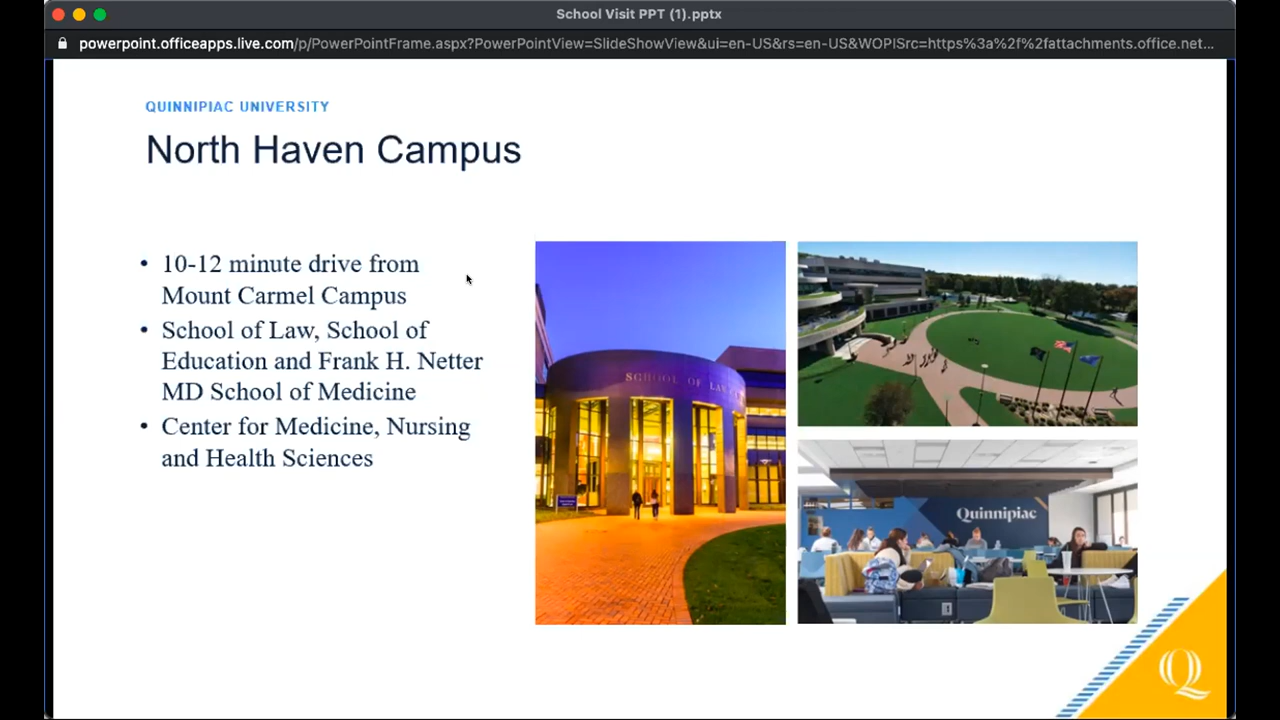 School Visit PPT (1).pptx
powerpoint.officeapps.live.com/p/PowerPointFrame.aspx?PowerPointView=SlideShowView&ui=en-US&rs=en-US&WOPISrc=https%3a%2f%2fattachments.office.net...
QUINNIPIAC UNIVERSITY
North Haven Campus
• 10-12 minute drive from
Mount Carmel Campus
• School of Law, School of
Education and Frank H. Netter
MD School of Medicine
• Center for Medicine, Nursing
and Health Sciences
SCHOOL OF LAW
Quinnipiac
1
Q